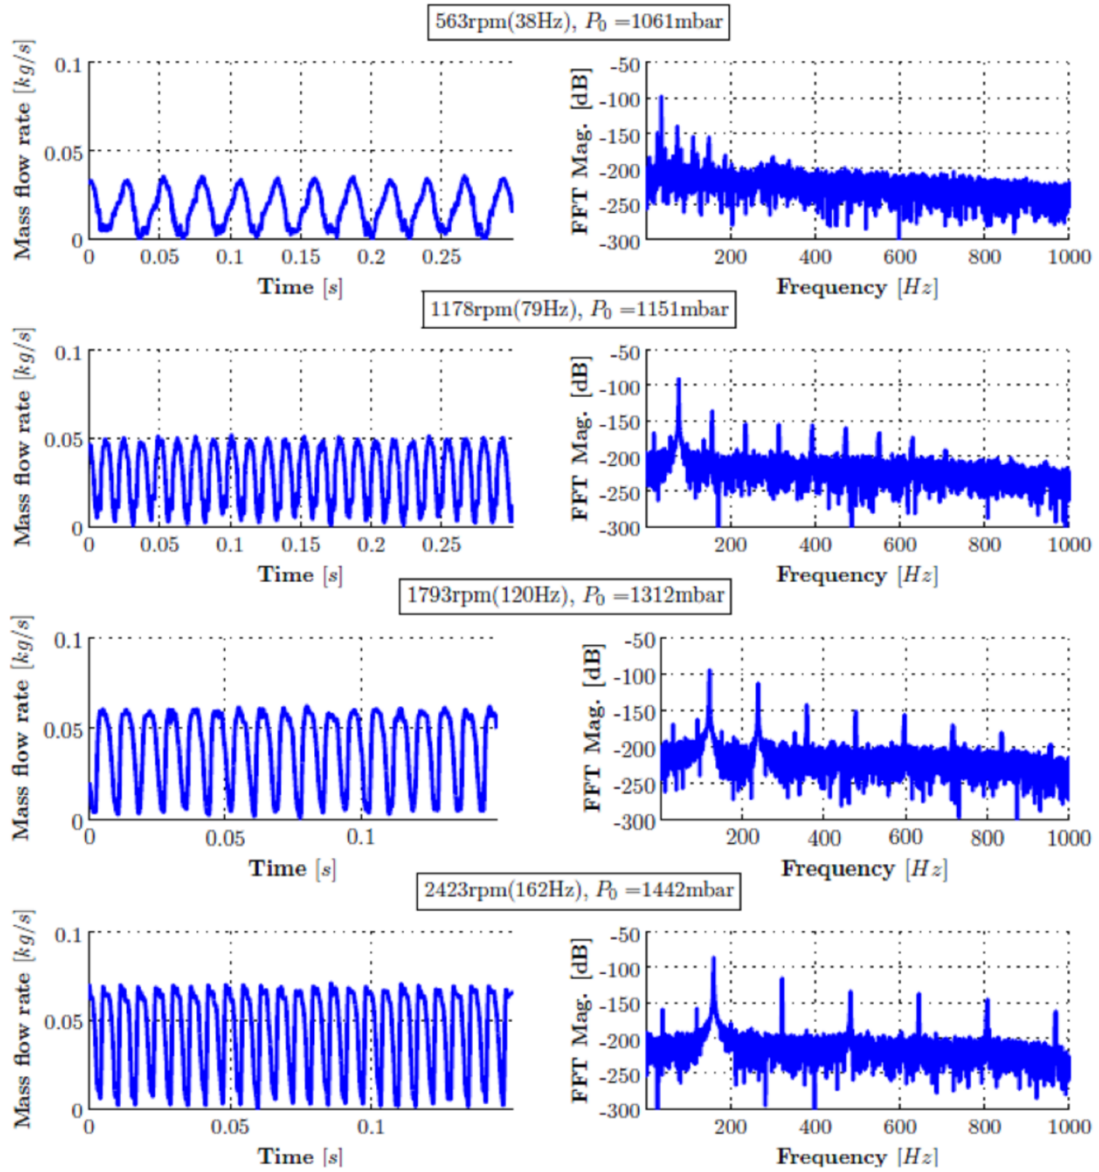 563rpm(38Hz), P₀ =1061mbar
Mass flow rate [kg/s]
0.1
0.05
0
0 0.05 0.1 0.15 0.2 0.25
Time [s]
FFT Mag. [dB]
-50
-100
-150
-200
-250
-300
200 400 600 800 1000
Frequency [Hz]
1178rpm(79Hz), P₀ =1151mbar
Mass flow rate [kg/s]
0.1
0.05
0
0 0.05 0.1 0.15 0.2 0.25
Time [s]
FFT Mag. [dB]
-50
-100
-150
-200
-250
-300
200 400 600 800 1000
Frequency [Hz]
1793rpm(120Hz), P₀ =1312mbar
Mass flow rate [kg/s]
0.1
0.05
0
0 0.05 0.1
Time [s]
FFT Mag. [dB]
-50
-100
-150
-200
-250
-300
200 400 600 800 1000
Frequency [Hz]
2423rpm(162Hz), P₀ =1442mbar
Mass flow rate [kg/s]
0.1
0.05
0
0 0.05 0.1
Time [s]
FFT Mag. [dB]
-50
-100
-150
-200
-250
-300
200 400 600 800 1000
Frequency [Hz]